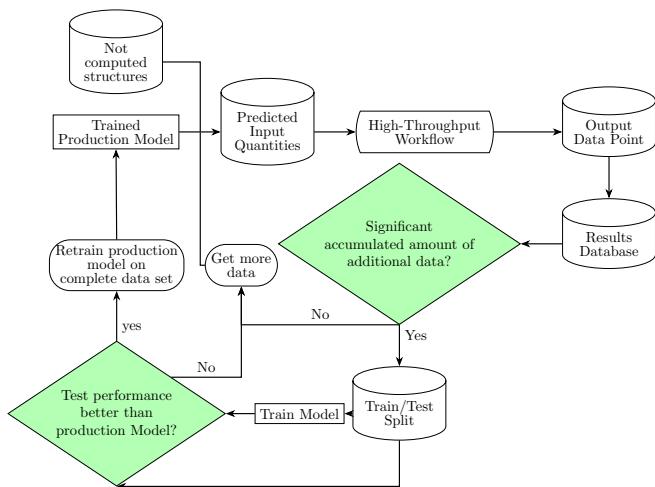 Not
computed
structures
Trained
Production Model
Predicted
Input
Quantities
High-Throughput
Workflow
Output
Data Point
Significant
accumulated amount of
additional data?
Results
Database
Retrain production
model on
complete data set
Get more
data
yes
No
No
Yes
Test performance
better than
production Model?
Train Model
Train/Test
Split